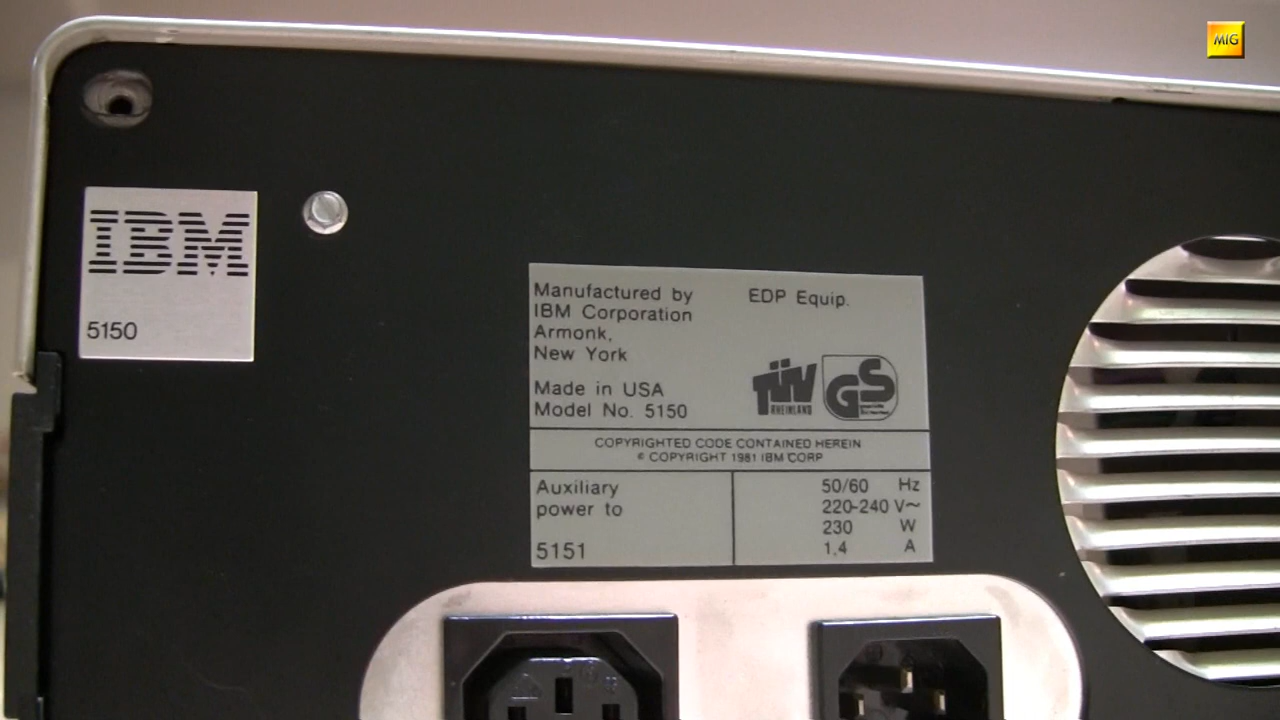 MIG
IBM
5150
Manufactured by
IBM Corporation
Armonk,
New York
Made in USA
Model No. 5150
EDP Equip.
TÜV
RHEINLAND
GS
COPYRIGHTED CODE CONTAINED HEREIN
© COPYRIGHT 1981 IBM CORP
Auxiliary
power to
5151
50/60 Hz
220-240 V~
230 W
1,4 A